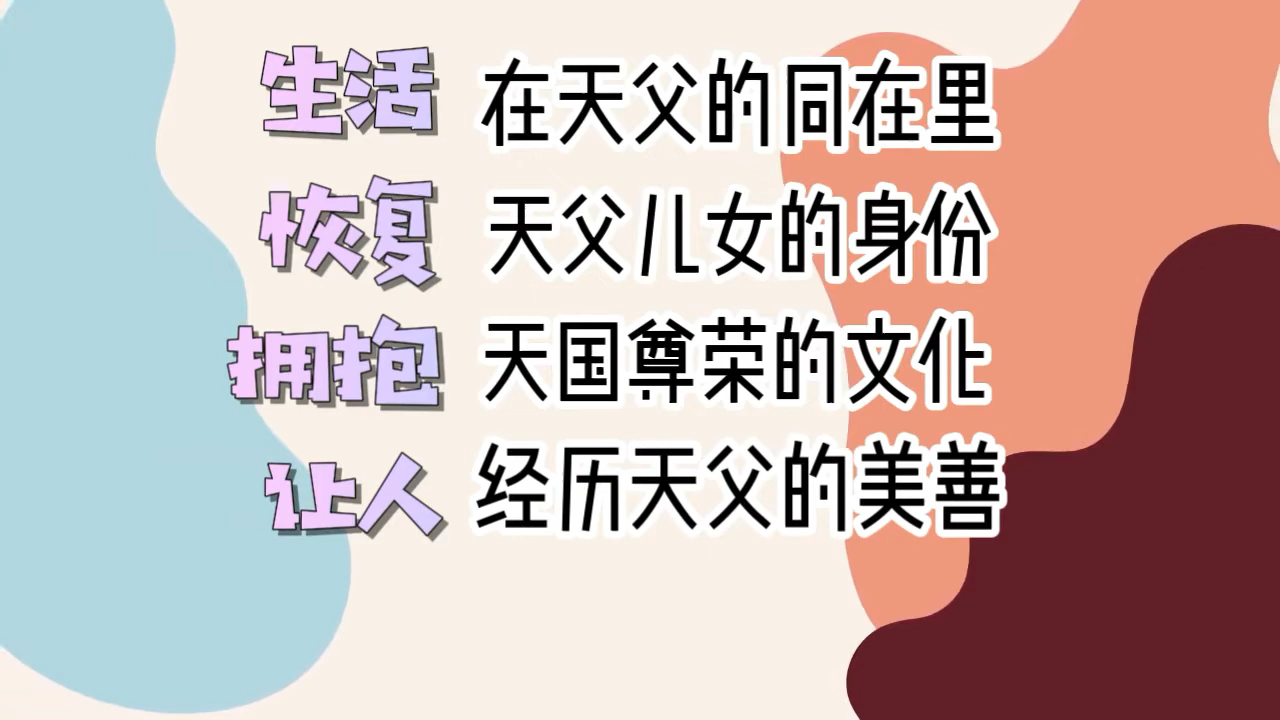 生活 在天父的同在里
恢复 天父儿女的身份
拥抱 天国尊荣的文化
让人 经历天父的美善